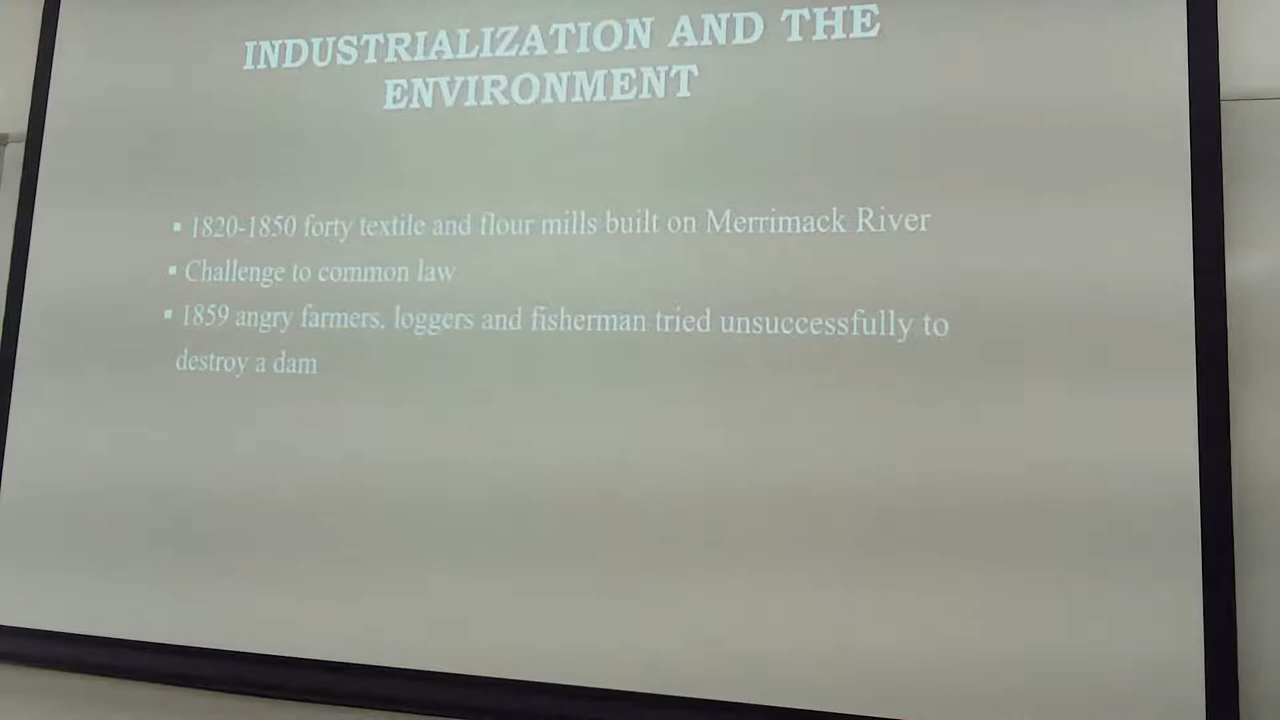 INDUSTRIALIZATION AND THE
ENVIRONMENT
▪ 1820-1850 forty textile and flour mills built on Merrimack River
▪ Challenge to common law
▪ 1859 angry farmers, loggers and fisherman tried unsuccessfully to
destroy a dam